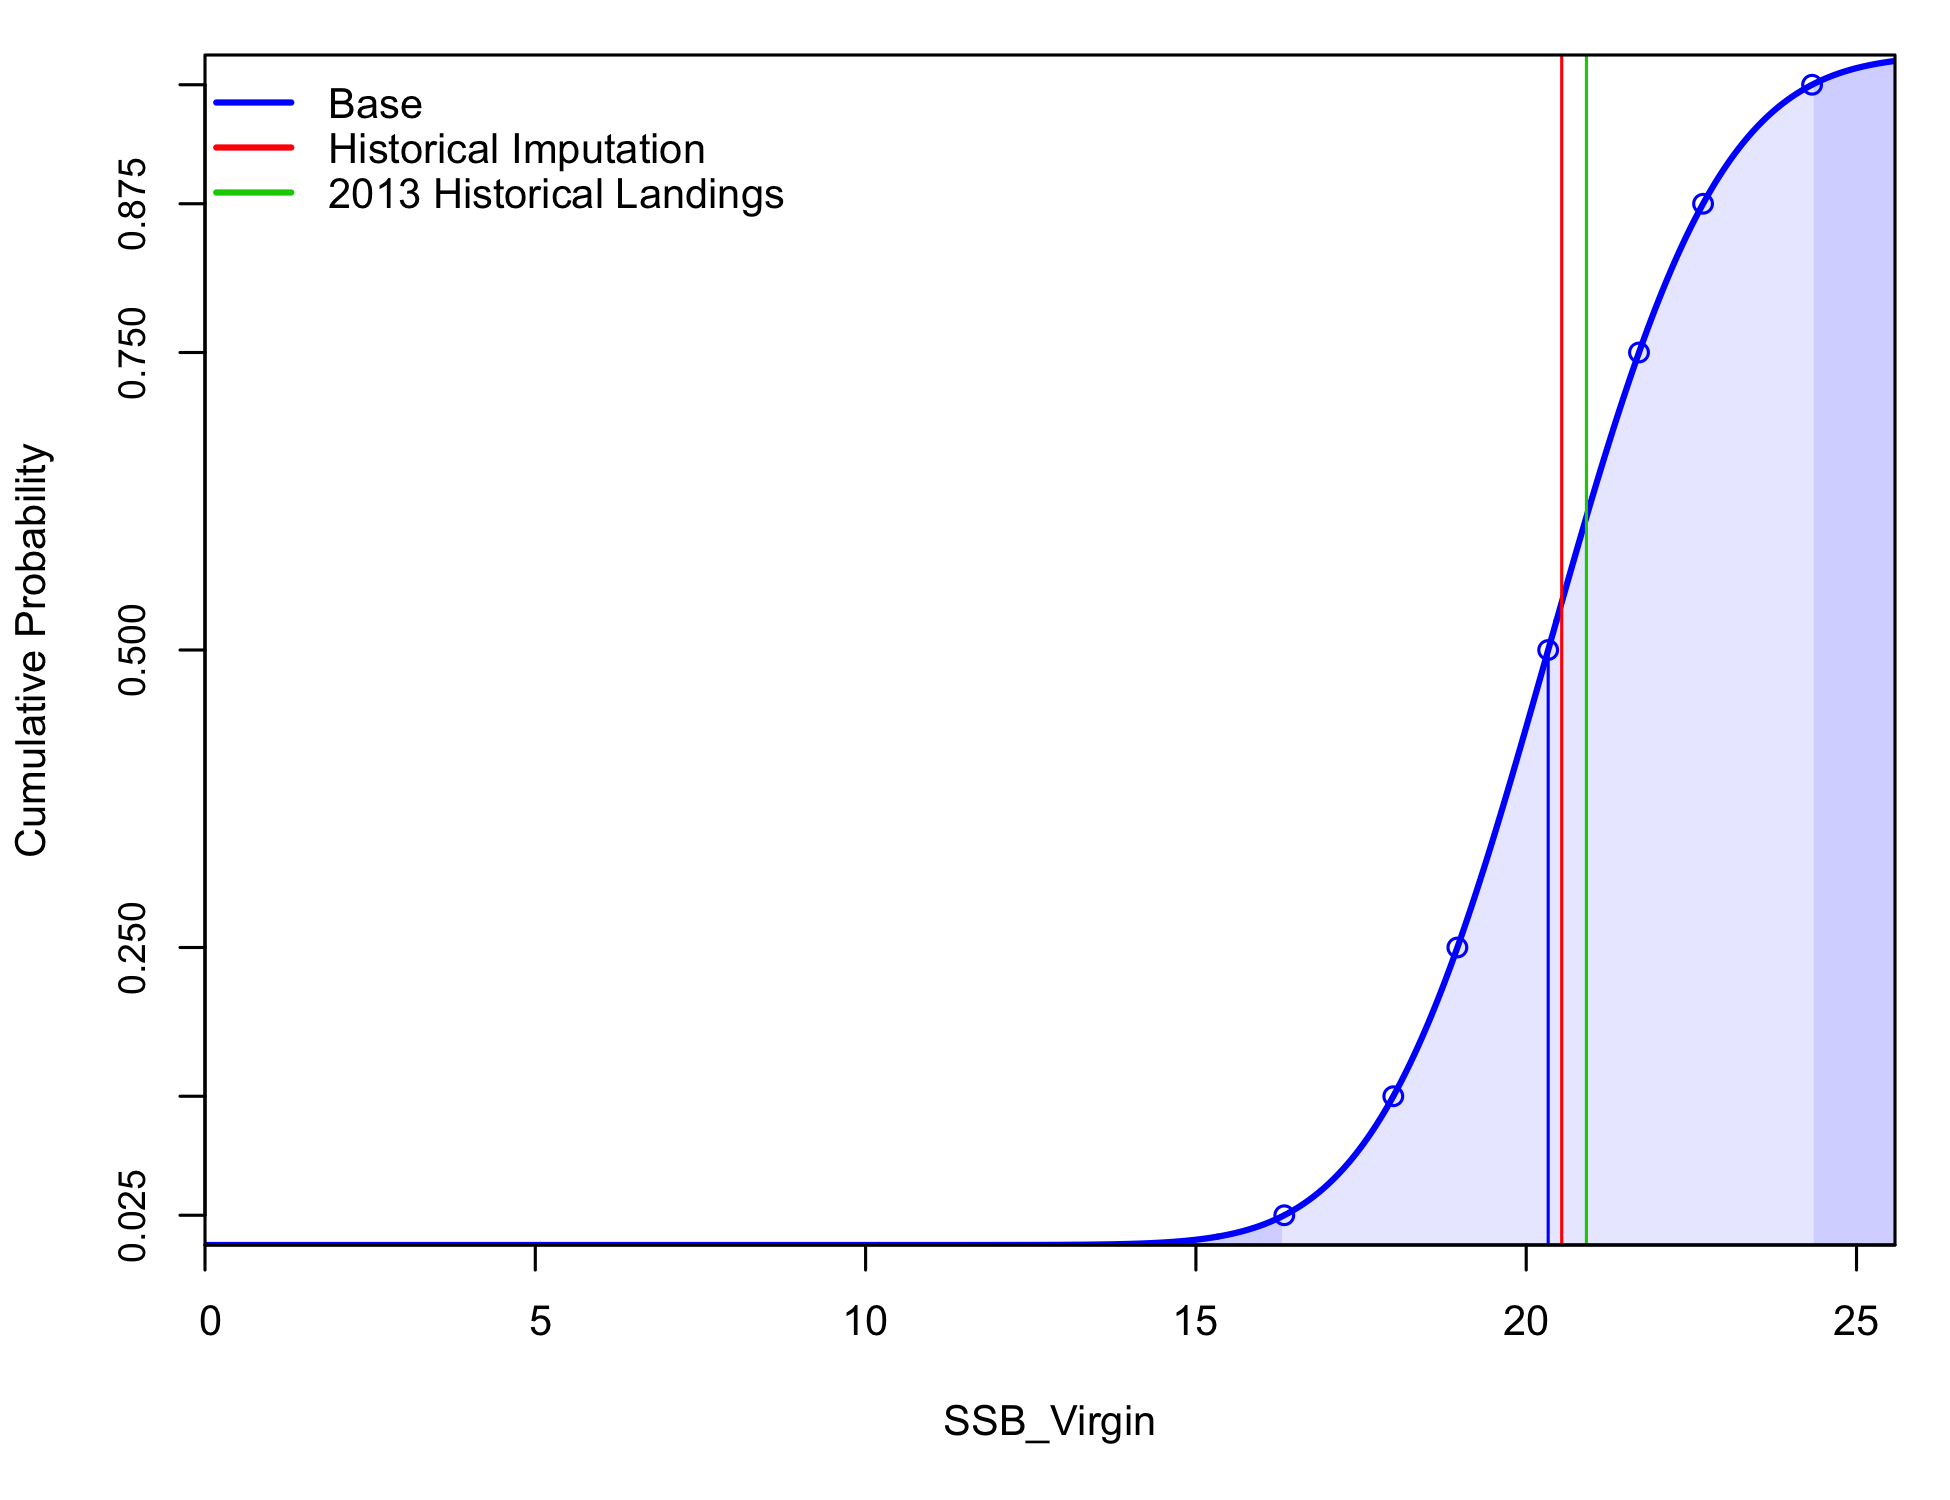 Base
Historical Imputation
2013 Historical Landings
Cumulative Probability
0.875
0.750
0.500
0.250
0.025
0 5 10 15 20 25
SSB_Virgin